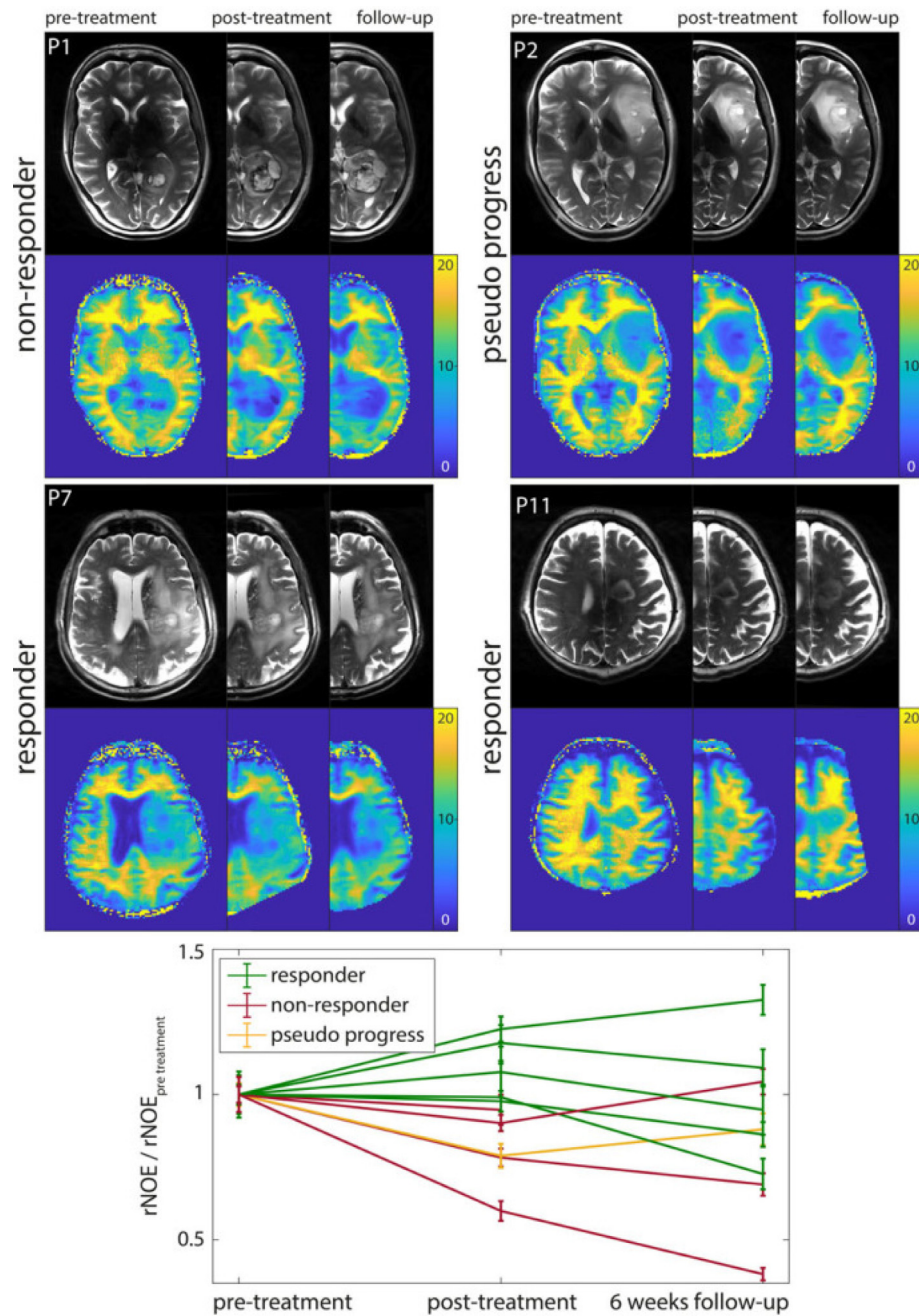 pre-treatment post-treatment follow-up pre-treatment post-treatment follow-up
P1
P2
non-responder
pseudo progress
20
10
0
20
10
0
P7
P11
responder
responder
20
10
0
20
10
0
1.5
responder
non-responder
pseudo progress
rNOE / rNOEpre treatment
1
0.5
pre-treatment post-treatment 6 weeks follow-up